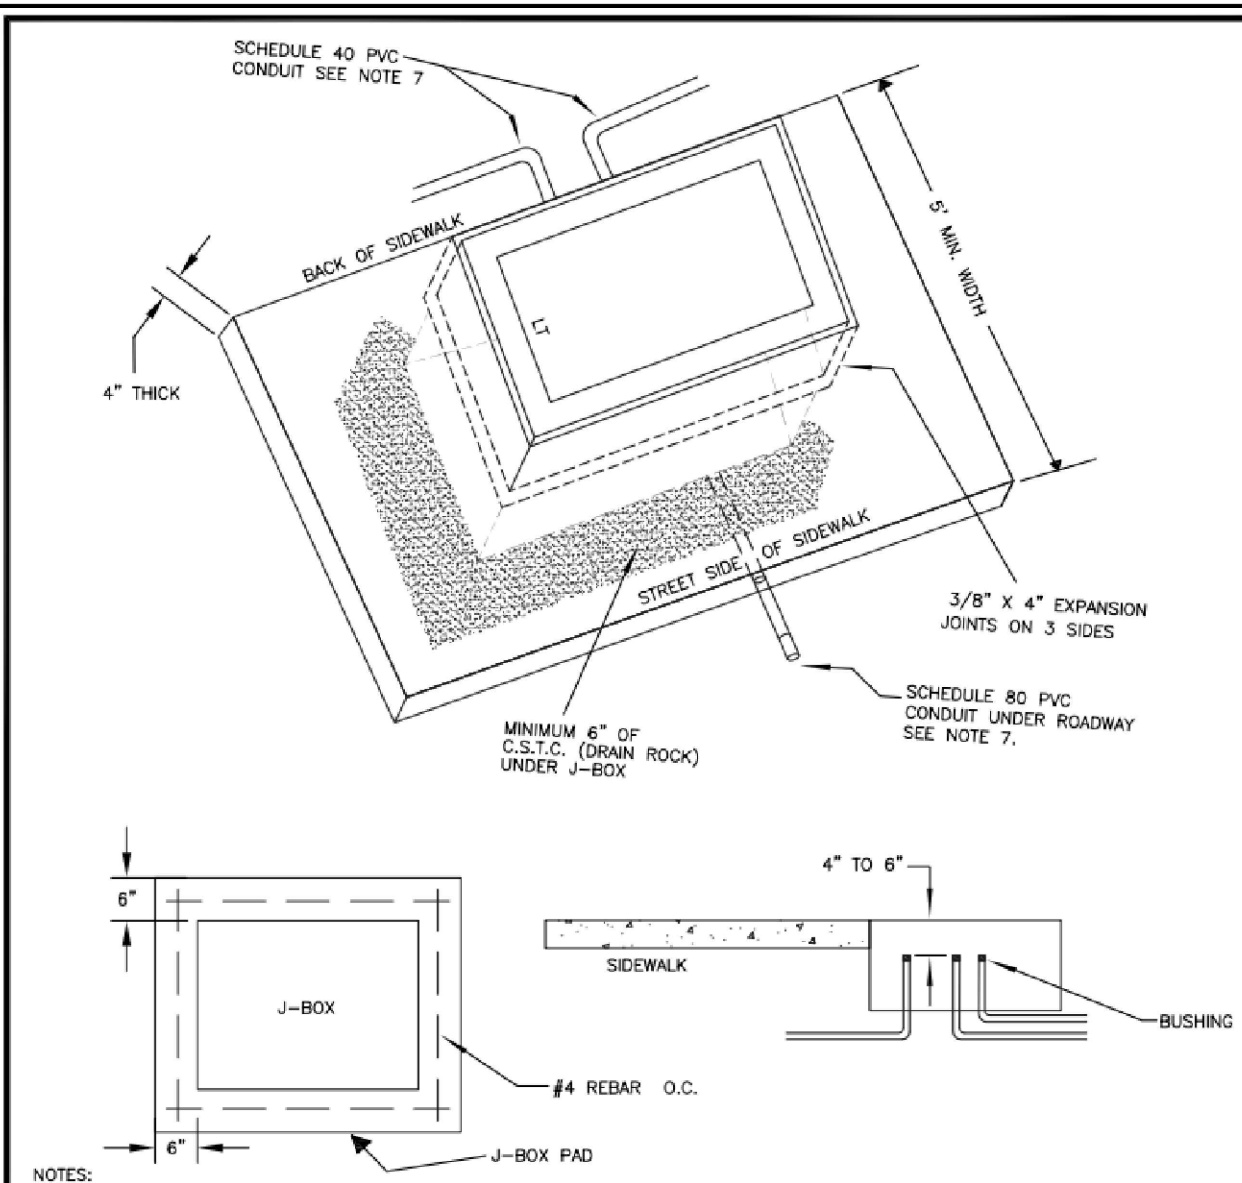 SCHEDULE 40 PVC
CONDUIT SEE NOTE 7
BACK OF SIDEWALK
5' MIN. WIDTH
LT
4" THICK
STREET SIDE OF SIDEWALK
3/8" X 4" EXPANSION
JOINTS ON 3 SIDES
SCHEDULE 80 PVC
CONDUIT UNDER ROADWAY
SEE NOTE 7.
MINIMUM 6" OF
C.S.T.C. (DRAIN ROCK)
UNDER J-BOX
4" TO 6"
6"
SIDEWALK
J-BOX
BUSHING
#4 REBAR O.C.
6"
J-BOX PAD
NOTES: